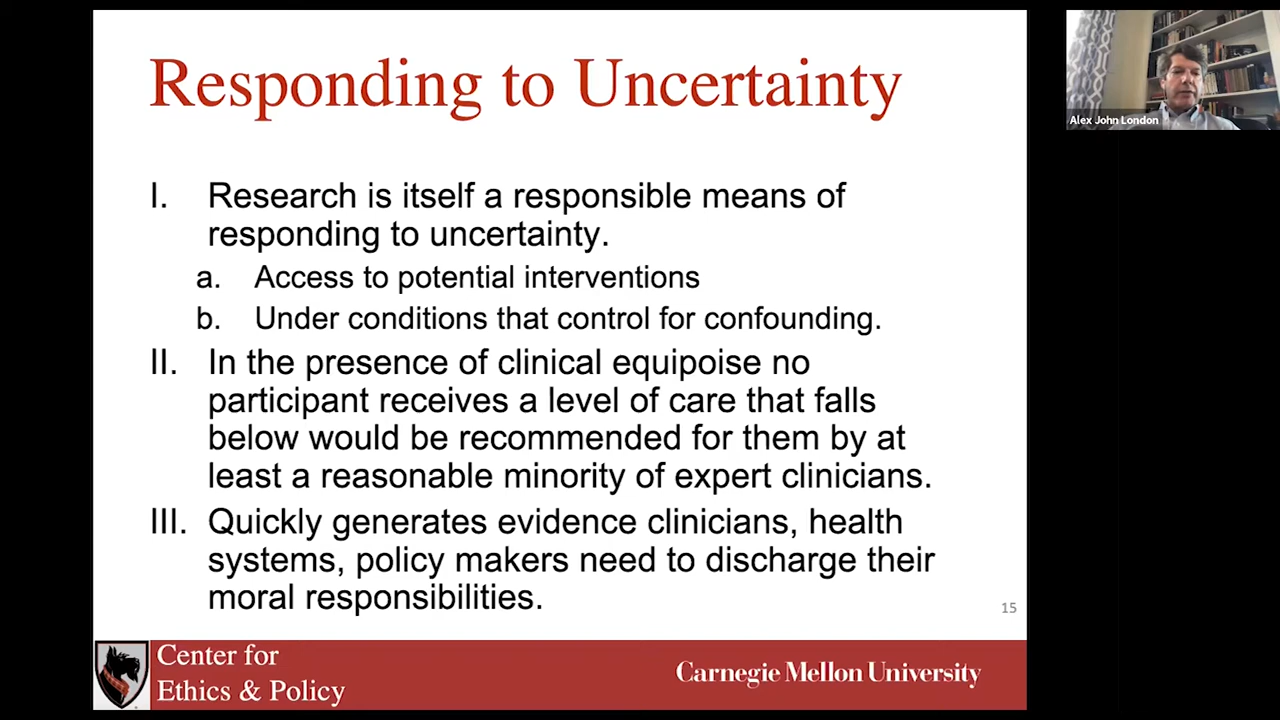 Responding to Uncertainty
I. Research is itself a responsible means of
responding to uncertainty.
a. Access to potential interventions
b. Under conditions that control for confounding.
II. In the presence of clinical equipoise no
participant receives a level of care that falls
below would be recommended for them by at
least a reasonable minority of expert clinicians.
III. Quickly generates evidence clinicians, health
systems, policy makers need to discharge their
moral responsibilities.
15
Center for
Ethics & Policy
Carnegie Mellon University
Alex John London